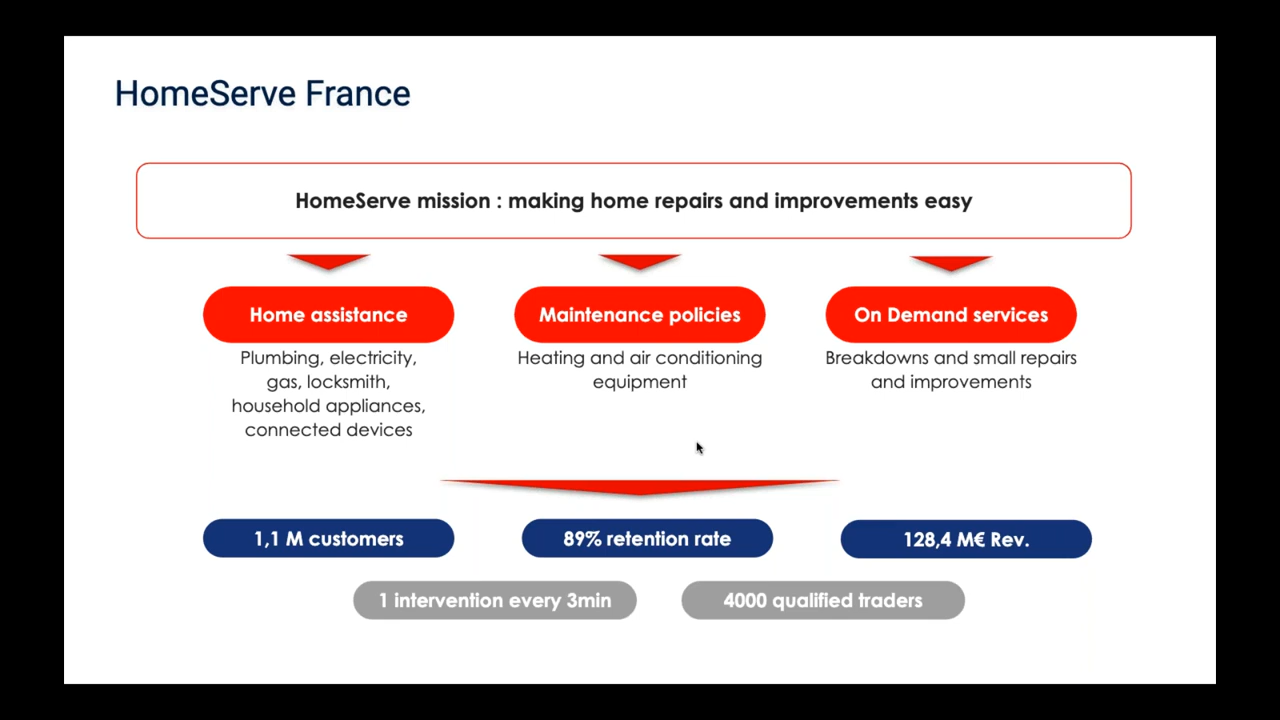 HomeServe France
HomeServe mission : making home repairs and improvements easy
Home assistance
Plumbing, electricity,
gas, locksmith,
household appliances,
connected devices
Maintenance policies
Heating and air conditioning
equipment
On Demand services
Breakdowns and small repairs
and improvements
1,1 M customers
89% retention rate
128,4 M€ Rev.
1 intervention every 3min
4000 qualified traders